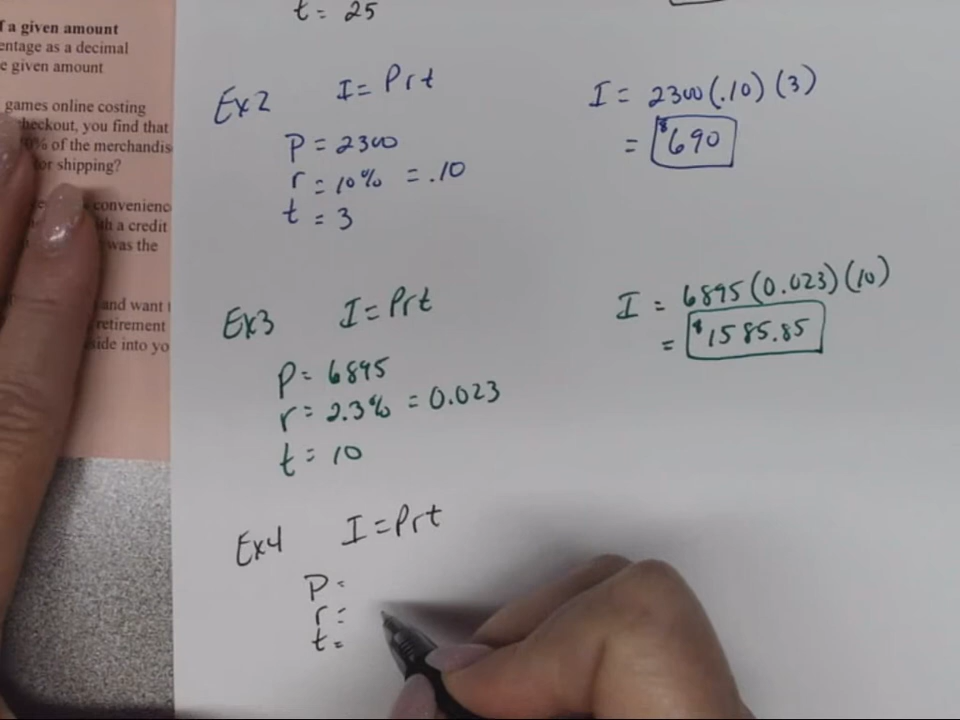 f a given amount
entage as a decimal
e given amount
games online costing
checkout, you find that
% of the merchandis
or shipping?
convenienc
th a credit
was the
and want
retirement
ide into yo
t = 25
Ex2 I = Prt
P = 2300
r = 10% = .10
t = 3
I = 2300(.10)(3)
= $690
Ex3 I = Prt
P = 6895
r = 2.3% = 0.023
t = 10
I = 6895(0.023)(10)
= $1585.85
Ex4 I = Prt
P =
r =
t =